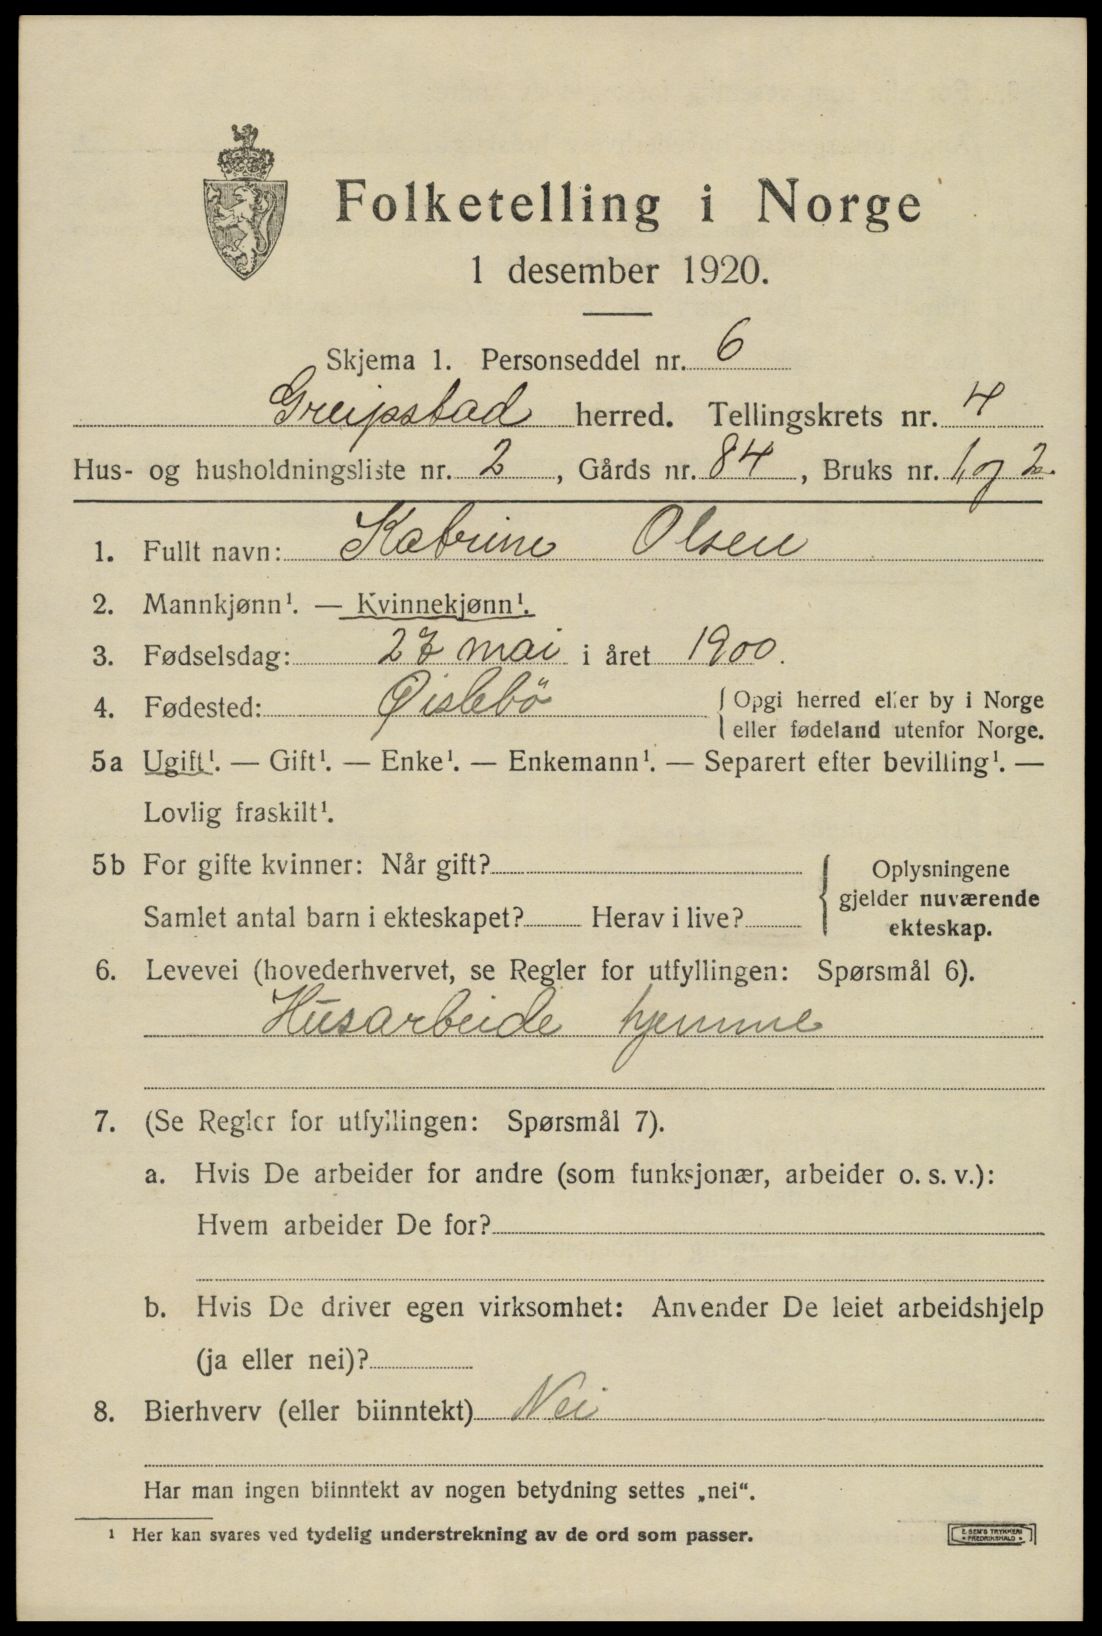 Folketelling i Norge
1 desember 1920.
Skjema 1. Personseddel nr. 6
Greipstad herred. Tellingskrets nr. 4
Hus- og husholdningsliste nr. 2, Gårds nr. 84, Bruks nr. 1 og 2.
1. Fullt navn: Katrine Olsen
2. Mannkjønn¹. — Kvinnekjønn¹.
3. Fødselsdag: 27 mai i året 1900.
4. Fødested: Øislebö { Opgi herred eller by i Norge
eller fødeland utenfor Norge.
5a Ugift¹. — Gift¹. — Enke¹. — Enkemann¹. — Separert efter bevilling¹. —
Lovlig fraskilt¹.
5b For gifte kvinner: Når gift?
Samlet antal barn i ekteskapet? Herav i live?
{ Oplysningene
gjelder nuværende
ekteskap.
6. Levevei (hovederhvervet, se Regler for utfyllingen: Spørsmål 6).
Husarbeide hjemme
7. (Se Regler for utfyllingen: Spørsmål 7).
a. Hvis De arbeider for andre (som funksjonær, arbeider o. s. v.):
Hvem arbeider De for?
b. Hvis De driver egen virksomhet: Anvender De leiet arbeidshjelp
(ja eller nei)?
8. Bierhverv (eller biinntekt) Nei
Har man ingen biinntekt av nogen betydning settes „nei“.
¹ Her kan svares ved tydelig understrekning av de ord som passer.
E. SEM'S TRYKKERI
FREDRIKSHALD